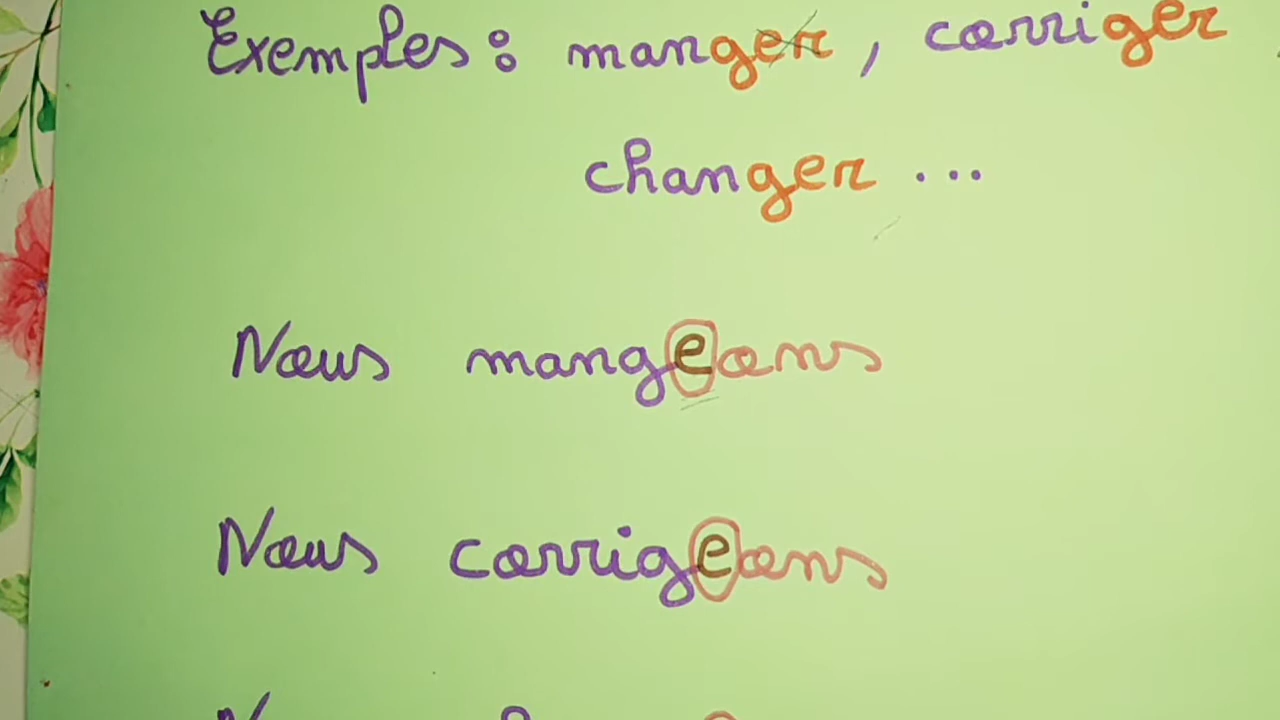 Exemples : manger, corriger
changer ...
Nous mangeons
Nous corrigeons